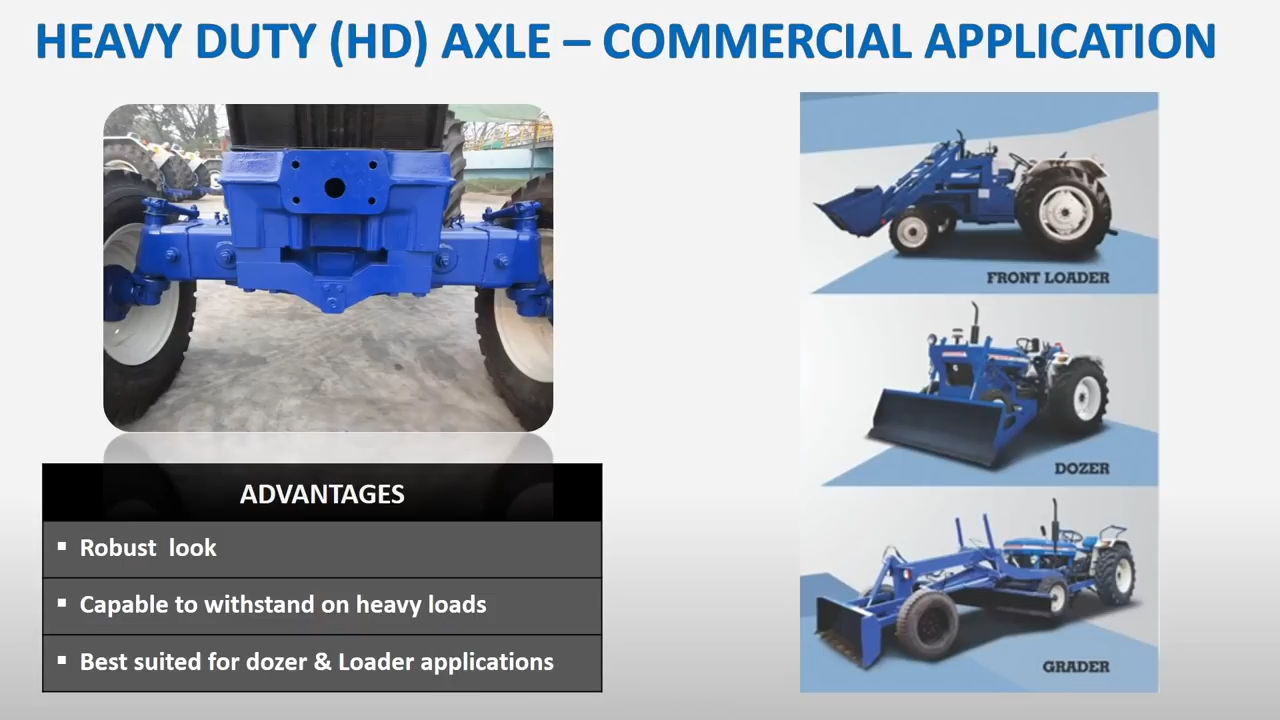 HEAVY DUTY (HD) AXLE – COMMERCIAL APPLICATION
FRONT LOADER
DOZER
GRADER
ADVANTAGES
▪ Robust look
▪ Capable to withstand on heavy loads
▪ Best suited for dozer & Loader applications